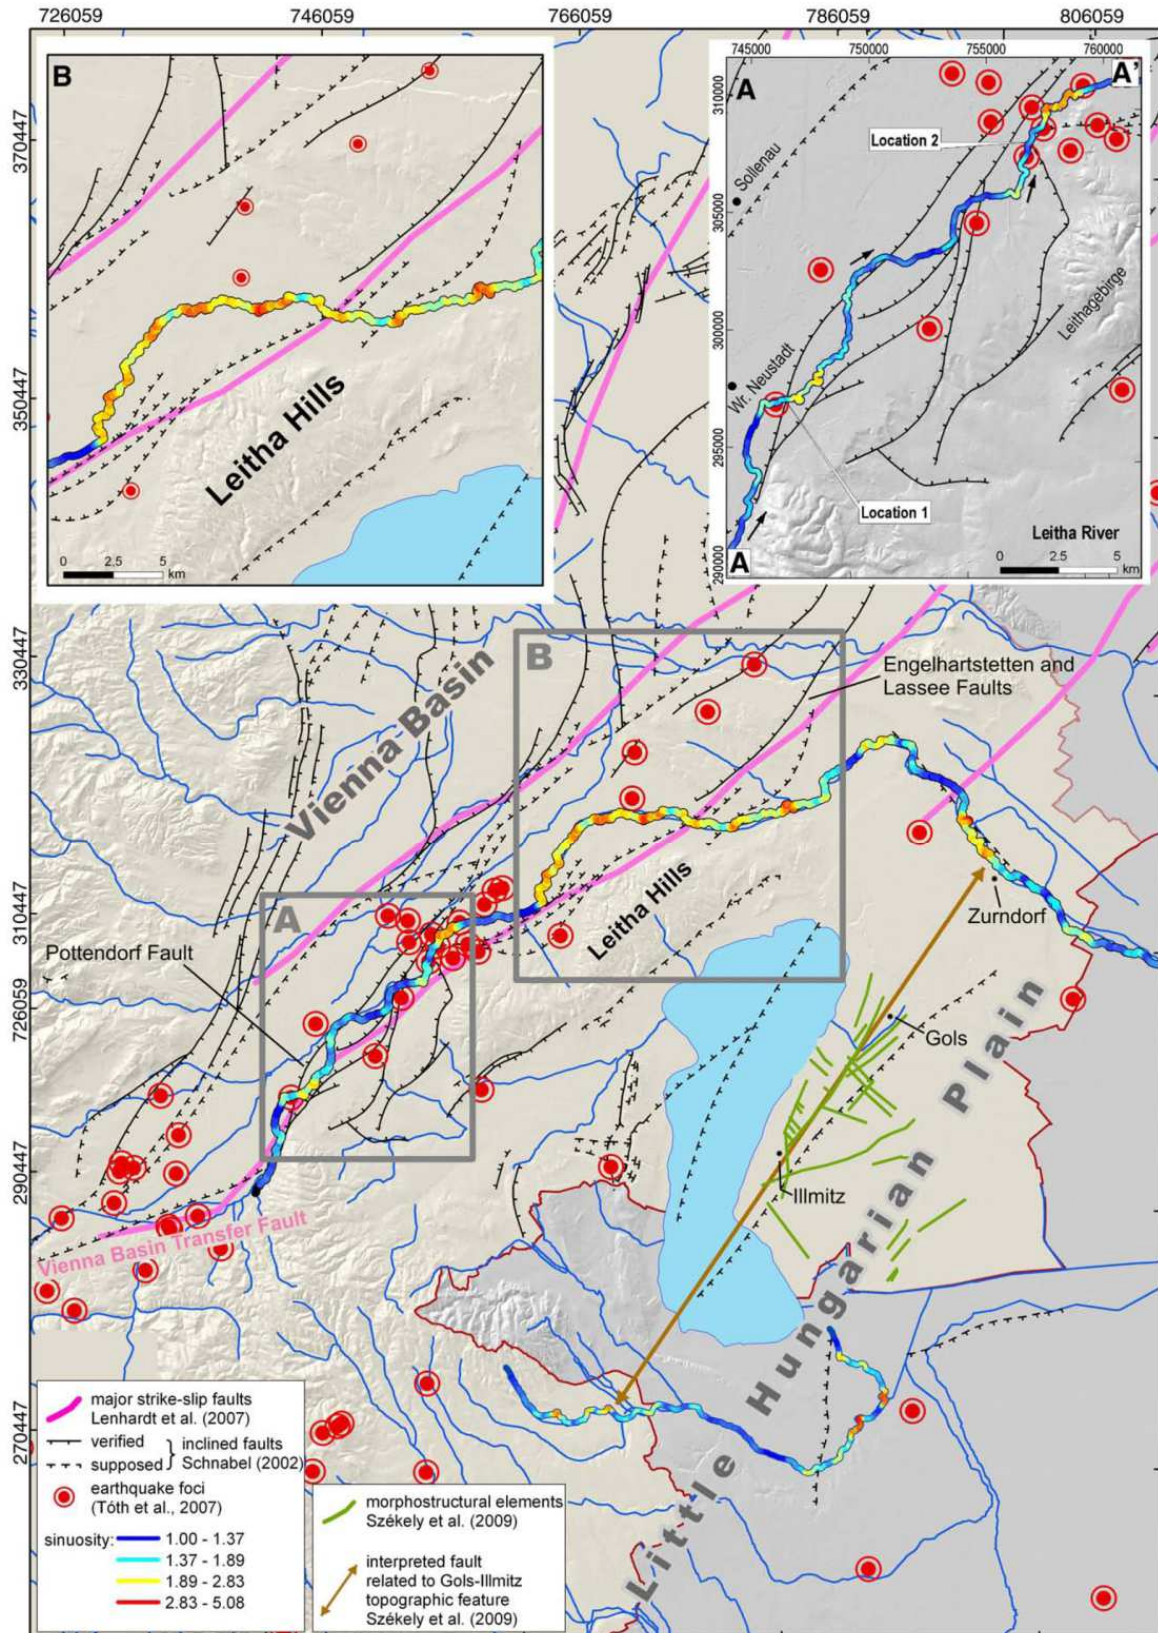 726059
746059
766059
786059
806059
370447
350447
330447
310447
726059
290447
270447
B
Leitha Hills
0
2.5
5
km
745000
750000
755000
760000
310000
305000
300000
295000
290000
A
A'
Location 2
Sollenau
Wr. Neustadt
Leithagebirge
Location 1
Leitha River
A
0
2.5
5
km
Vienna Basin
B
Engelhartstetten and
Lassee Faults
Leitha Hills
A
Pottendorf Fault
Zurndorf
Gols
Illmitz
Vienna Basin Transfer Fault
Little Hungarian Plain
major strike-slip faults
Lenhardt et al. (2007)
verified
supposed
inclined faults
Schnabel (2002)
earthquake foci
(Tóth et al., 2007)
sinuosity:
1.00 - 1.37
1.37 - 1.89
1.89 - 2.83
2.83 - 5.08
morphostructural elements
Székely et al. (2009)
interpreted fault
related to Gols-Illmitz
topographic feature
Székely et al. (2009)